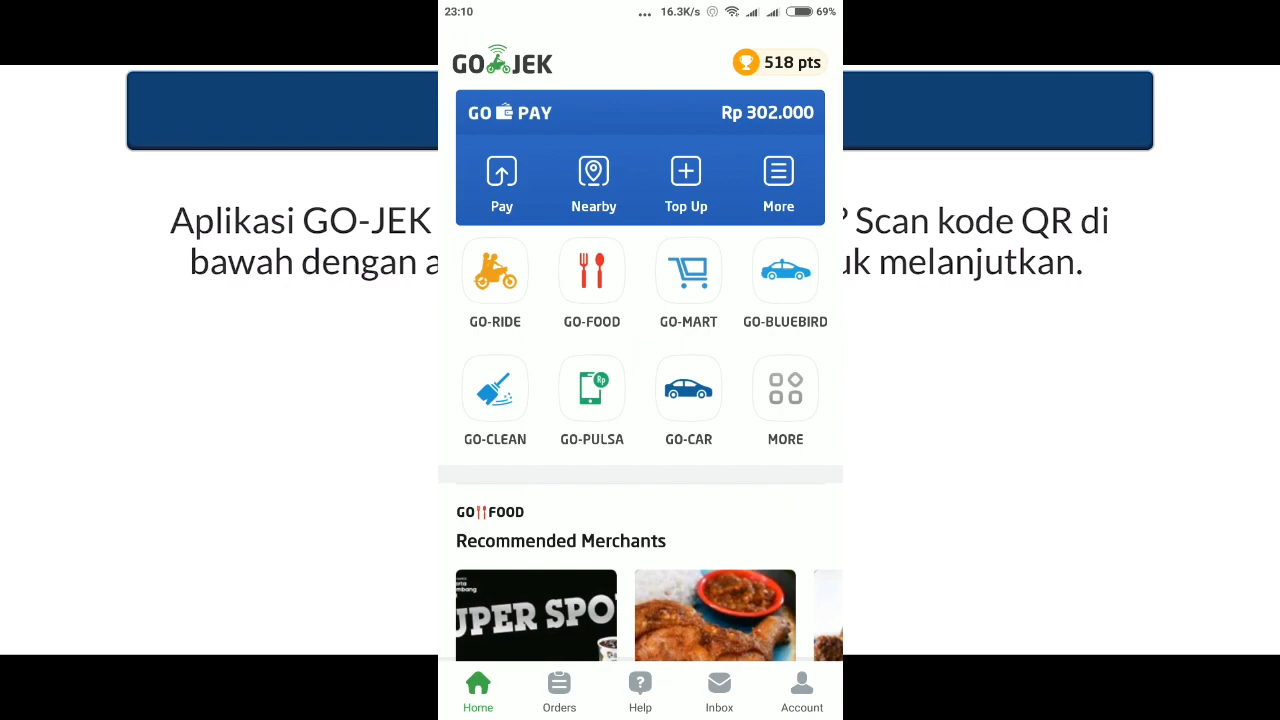 23:10 ... 16.3K/s 69%
GO JEK 518 pts
GO PAY Rp 302.000
Pay Nearby Top Up More
Aplikasi GO-JEK ? Scan kode QR di
bawah dengan melanjutkan.
GO-RIDE GO-FOOD GO-MART GO-BLUEBIRD
GO-CLEAN GO-PULSA GO-CAR MORE
GO FOOD
Recommended Merchants
UPER SPO
Home Orders Help Inbox Account